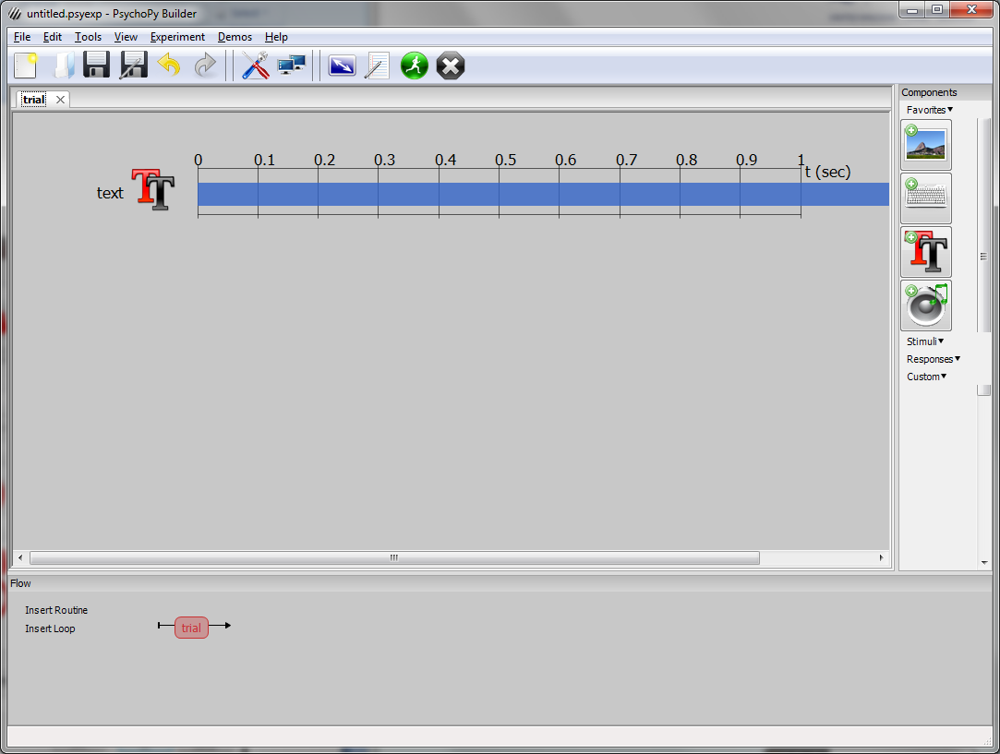 untitled.psyexp - PsychoPy Builder
File Edit Tools View Experiment Demos Help
trial
Components
Favorites
0 0.1 0.2 0.3 0.4 0.5 0.6 0.7 0.8 0.9 1
t (sec)
text
Stimuli
Responses
Custom
Flow
Insert Routine
Insert Loop
trial